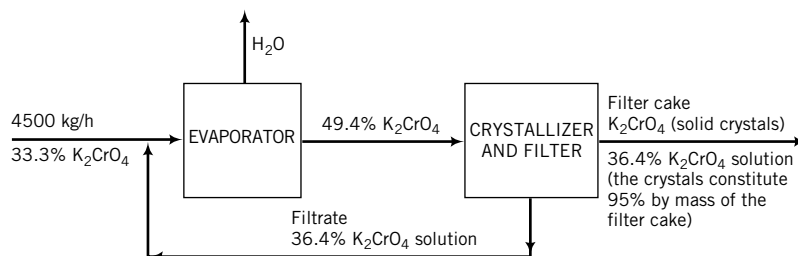 H₂O
4500 kg/h
33.3% K₂CrO₄
EVAPORATOR
49.4% K₂CrO₄
CRYSTALLIZER
AND FILTER
Filter cake
K₂CrO₄ (solid crystals)
36.4% K₂CrO₄ solution
(the crystals constitute
95% by mass of the
filter cake)
Filtrate
36.4% K₂CrO₄ solution